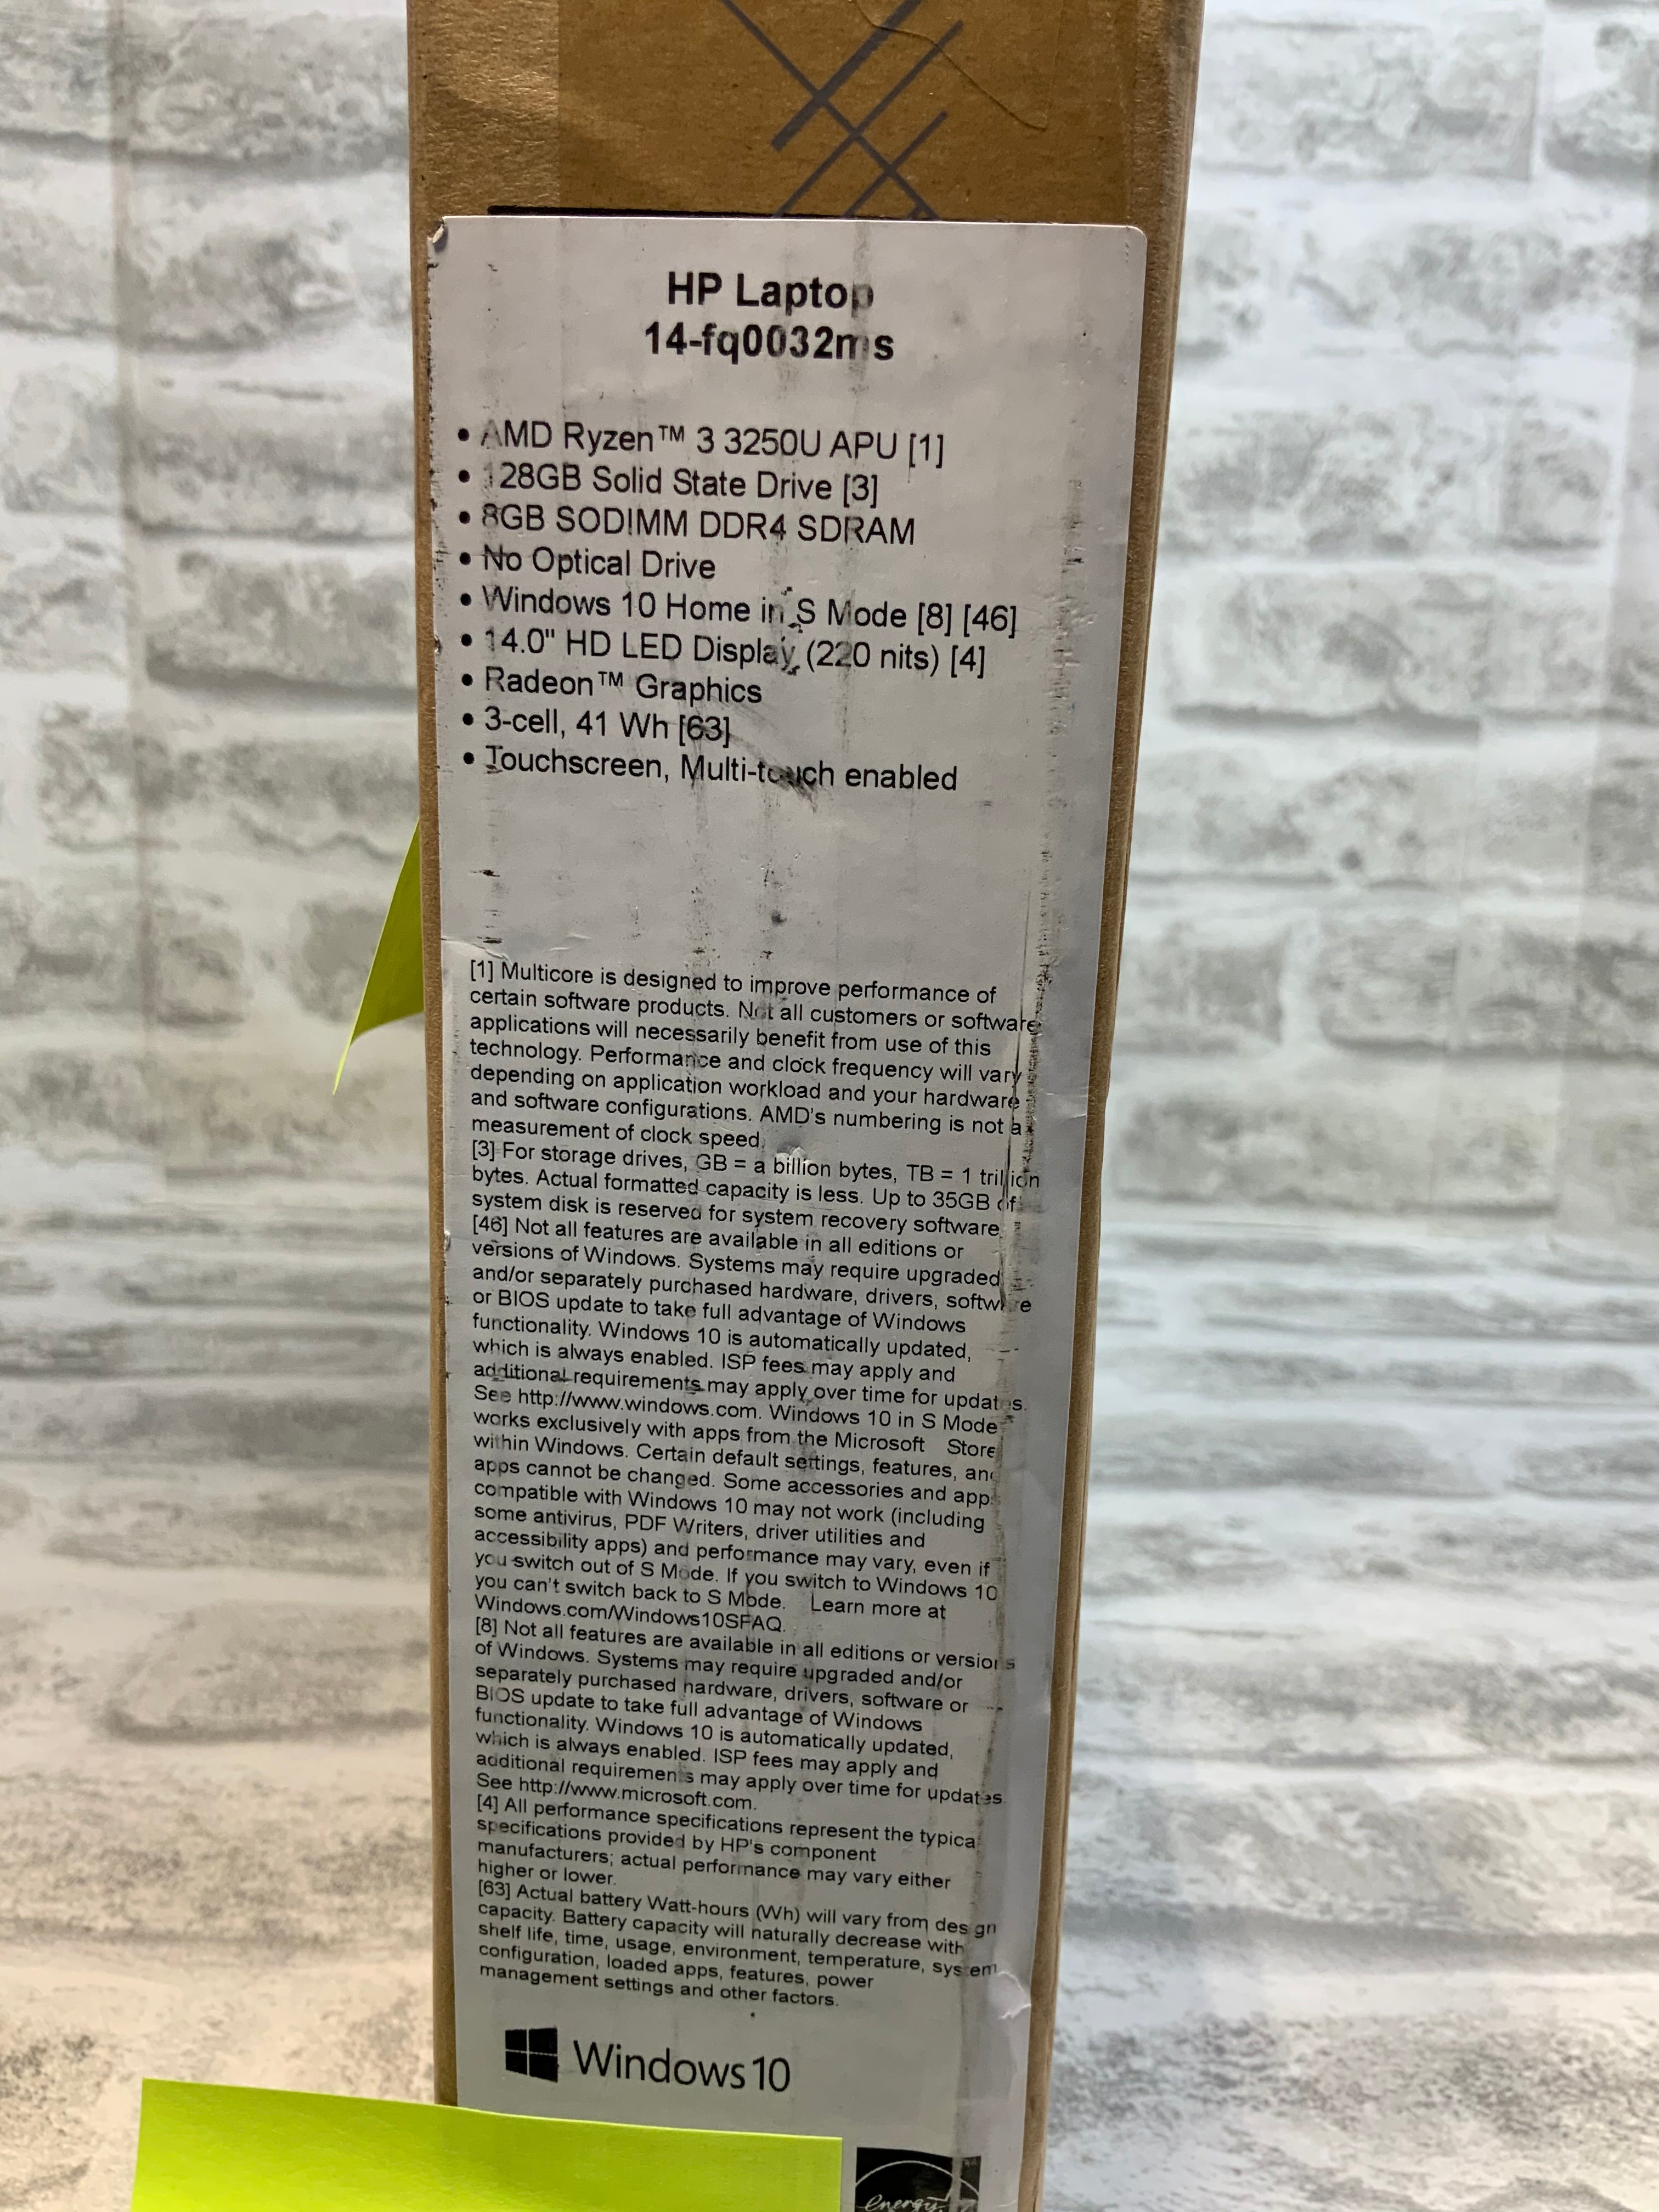 HP Laptop
14-fq0032ms
• AMD Ryzen™ 3 3250U APU [1]
• 128GB Solid State Drive [3]
• 8GB SODIMM DDR4 SDRAM
• No Optical Drive
• Windows 10 Home in S Mode [8] [46]
• 14.0" HD LED Display (220 nits) [4]
• Radeon™ Graphics
• 3-cell, 41 Wh [63]
• Touchscreen, Multi-touch enabled
[1] Multicore is designed to improve performance of
certain software products. Not all customers or software
applications will necessarily benefit from use of this
technology. Performance and clock frequency will vary
depending on application workload and your hardware
and software configurations. AMD's numbering is not a
measurement of clock speed.
[3] For storage drives, GB = a billion bytes, TB = 1 trillion
bytes. Actual formatted capacity is less. Up to 35GB of
system disk is reserved for system recovery software.
[46] Not all features are available in all editions or
versions of Windows. Systems may require upgraded
and/or separately purchased hardware, drivers, software
or BIOS update to take full advantage of Windows
functionality. Windows 10 is automatically updated,
which is always enabled. ISP fees may apply and
additional requirements may apply over time for updates.
See http://www.windows.com. Windows 10 in S Mode
works exclusively with apps from the Microsoft Store
within Windows. Certain default settings, features, and
apps cannot be changed. Some accessories and apps
compatible with Windows 10 may not work (including
some antivirus, PDF Writers, driver utilities and
accessibility apps) and performance may vary, even if
you switch out of S Mode. If you switch to Windows 10
you can't switch back to S Mode. Learn more at
Windows.com/Windows10SFAQ.
[8] Not all features are available in all editions or versions
of Windows. Systems may require upgraded and/or
separately purchased hardware, drivers, software or
BIOS update to take full advantage of Windows
functionality. Windows 10 is automatically updated,
which is always enabled. ISP fees may apply and
additional requirements may apply over time for updates.
See http://www.microsoft.com.
[4] All performance specifications represent the typical
specifications provided by HP's component
manufacturers; actual performance may vary either
higher or lower.
[63] Actual battery Watt-hours (Wh) will vary from design
capacity. Battery capacity will naturally decrease with
shelf life, time, usage, environment, temperature, system
configuration, loaded apps, features, power
management settings and other factors.
Windows 10
energy